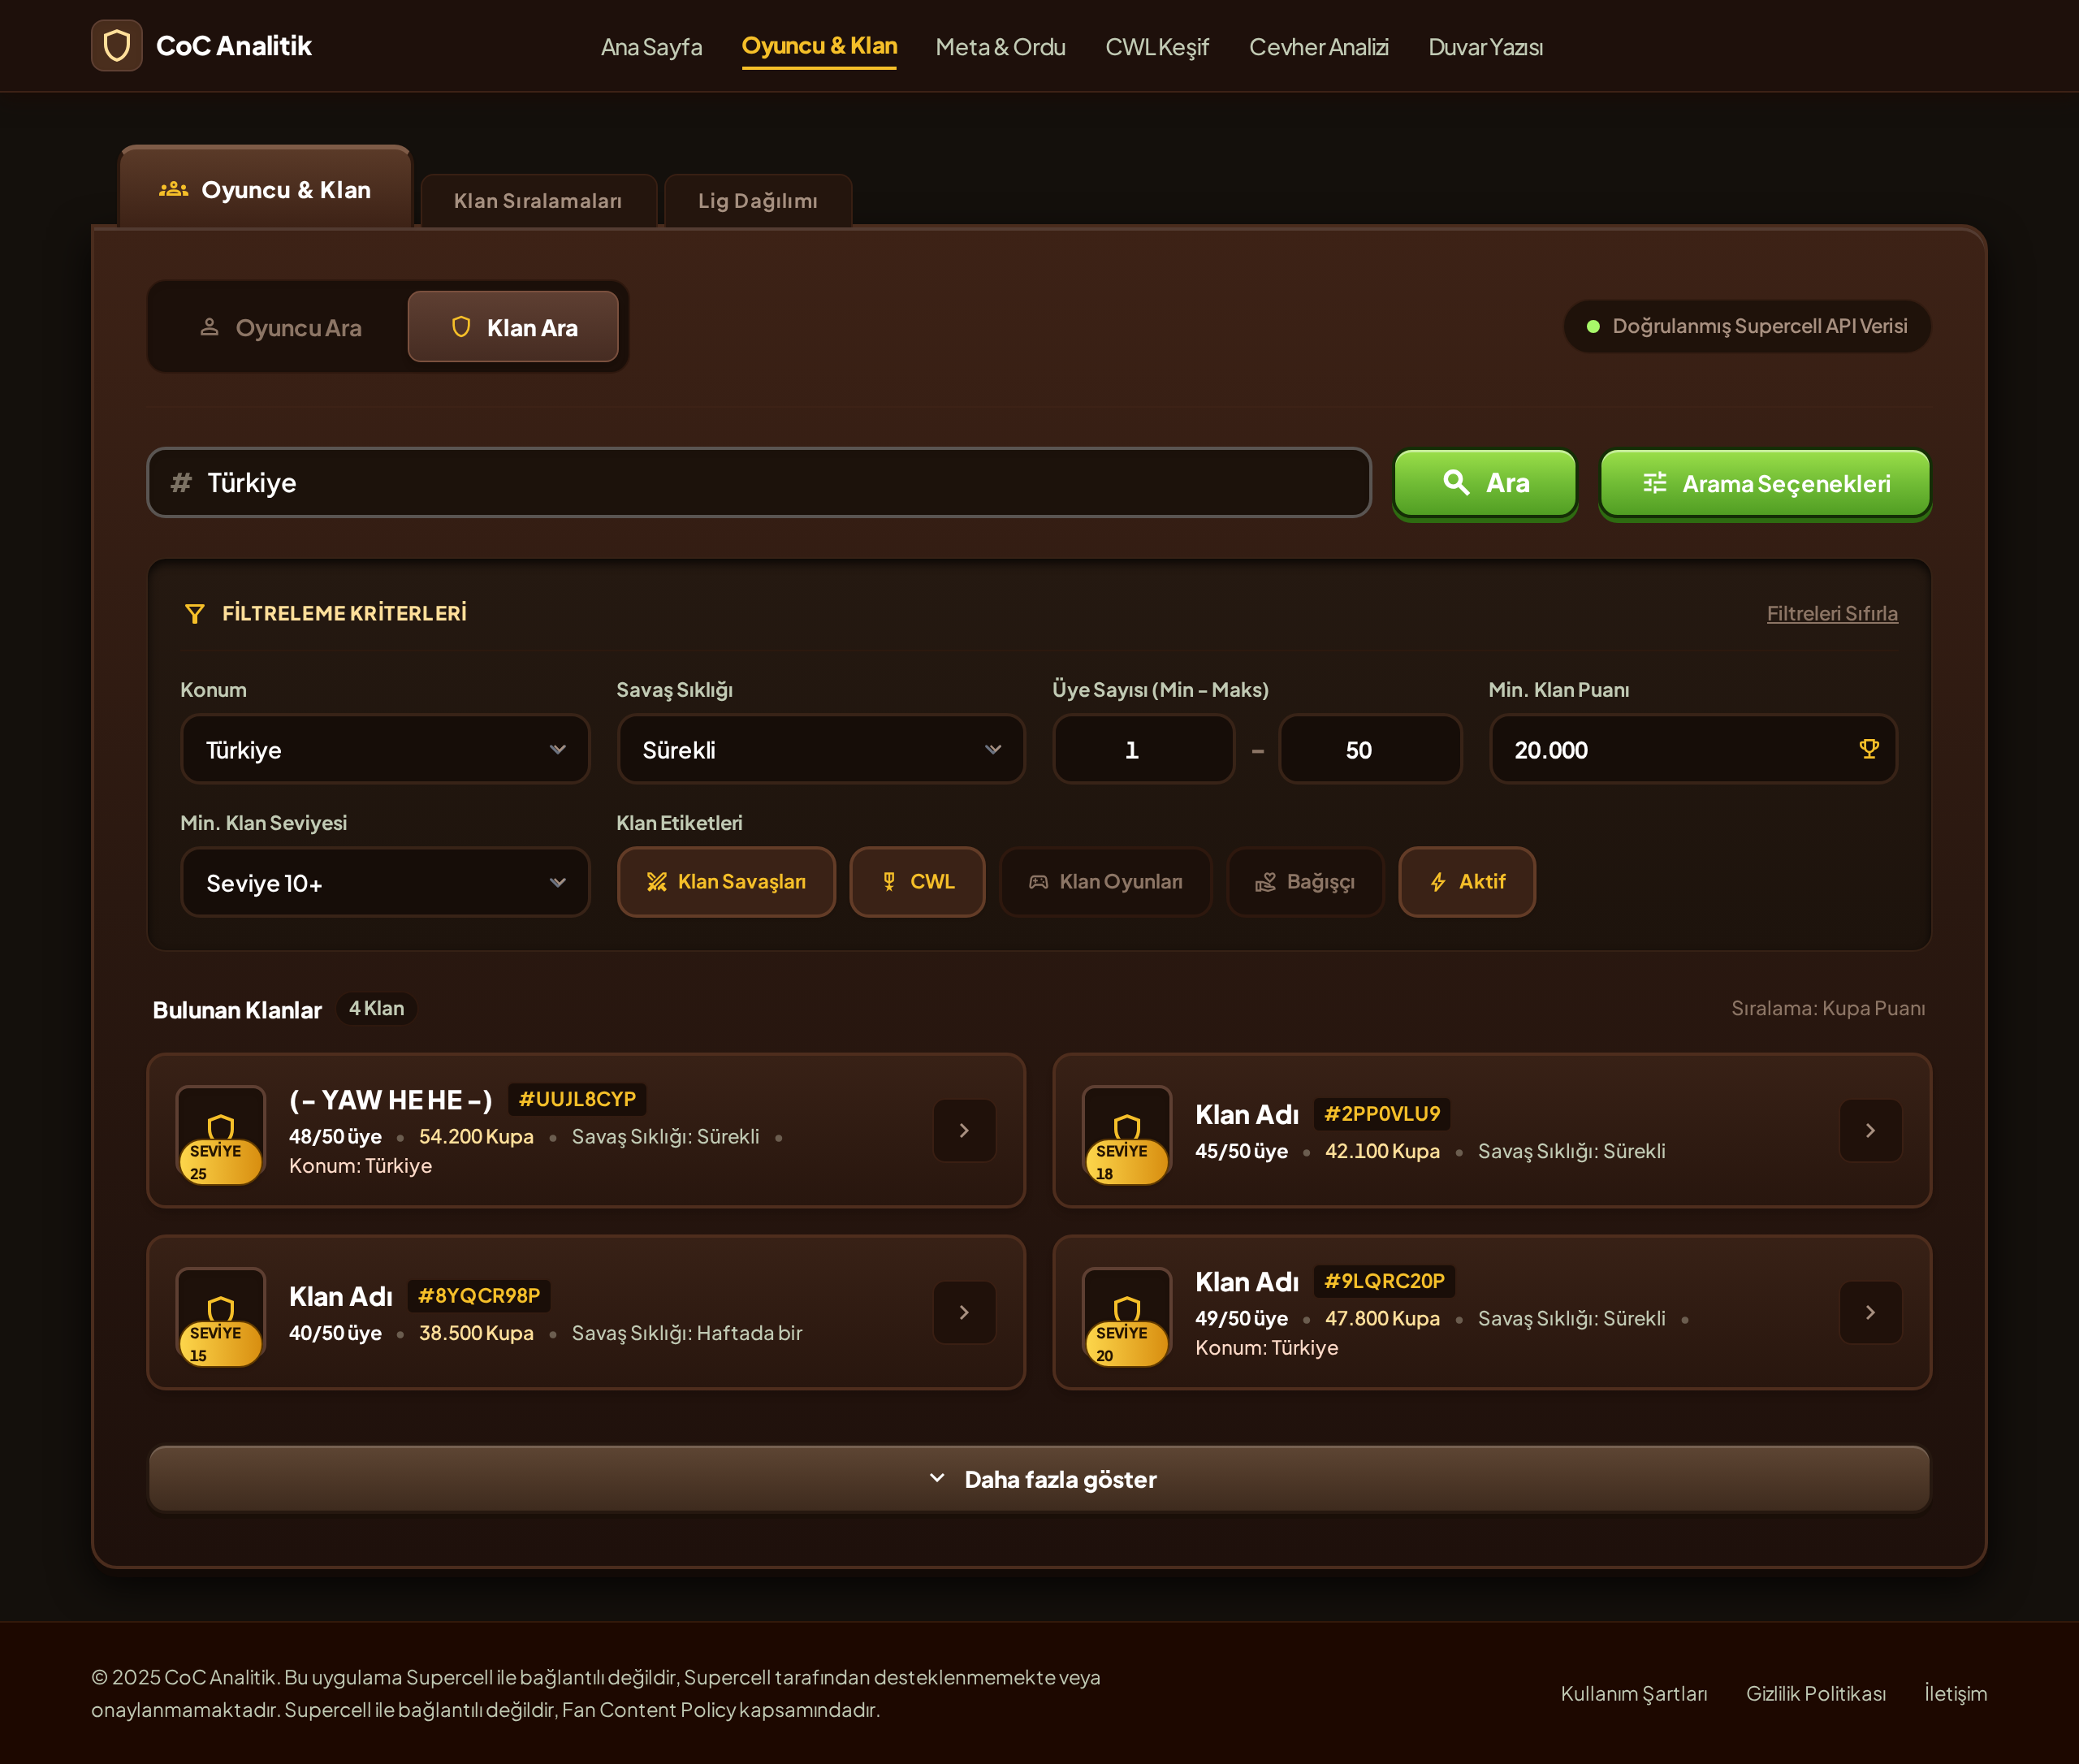 CoC Analitik
Ana Sayfa
Oyuncu & Klan
Meta & Ordu
CWL Keşif
Cevher Analizi
Duvar Yazısı
Oyuncu & Klan
Klan Sıralamaları
Lig Dağılımı
Oyuncu Ara
Klan Ara
Doğrulanmış Supercell API Verisi
# Türkiye
Ara
Arama Seçenekleri
FİLTRELEME KRİTERLERİ
Filtreleri Sıfırla
Konum
Savaş Sıklığı
Üye Sayısı (Min - Maks)
Min. Klan Puanı
Türkiye
Sürekli
1 - 50
20.000
Min. Klan Seviyesi
Klan Etiketleri
Seviye 10+
Klan Savaşları
CWL
Klan Oyunları
Bağışçı
Aktif
Bulunan Klanlar
4 Klan
Sıralama: Kupa Puanı
SEVİYE
25
(- YAW HE HE -) #UUJL8CYP
48/50 üye • 54.200 Kupa • Savaş Sıklığı: Sürekli •
Konum: Türkiye
SEVİYE
18
Klan Adı #2PP0VLU9
45/50 üye • 42.100 Kupa • Savaş Sıklığı: Sürekli
SEVİYE
15
Klan Adı #8YQCR98P
40/50 üye • 38.500 Kupa • Savaş Sıklığı: Haftada bir
SEVİYE
20
Klan Adı #9LQRC20P
49/50 üye • 47.800 Kupa • Savaş Sıklığı: Sürekli •
Konum: Türkiye
Daha fazla göster
© 2025 CoC Analitik. Bu uygulama Supercell ile bağlantılı değildir, Supercell tarafından desteklenmemekte veya
onaylanmamaktadır. Supercell ile bağlantılı değildir, Fan Content Policy kapsamındadır.
Kullanım Şartları
Gizlilik Politikası
İletişim